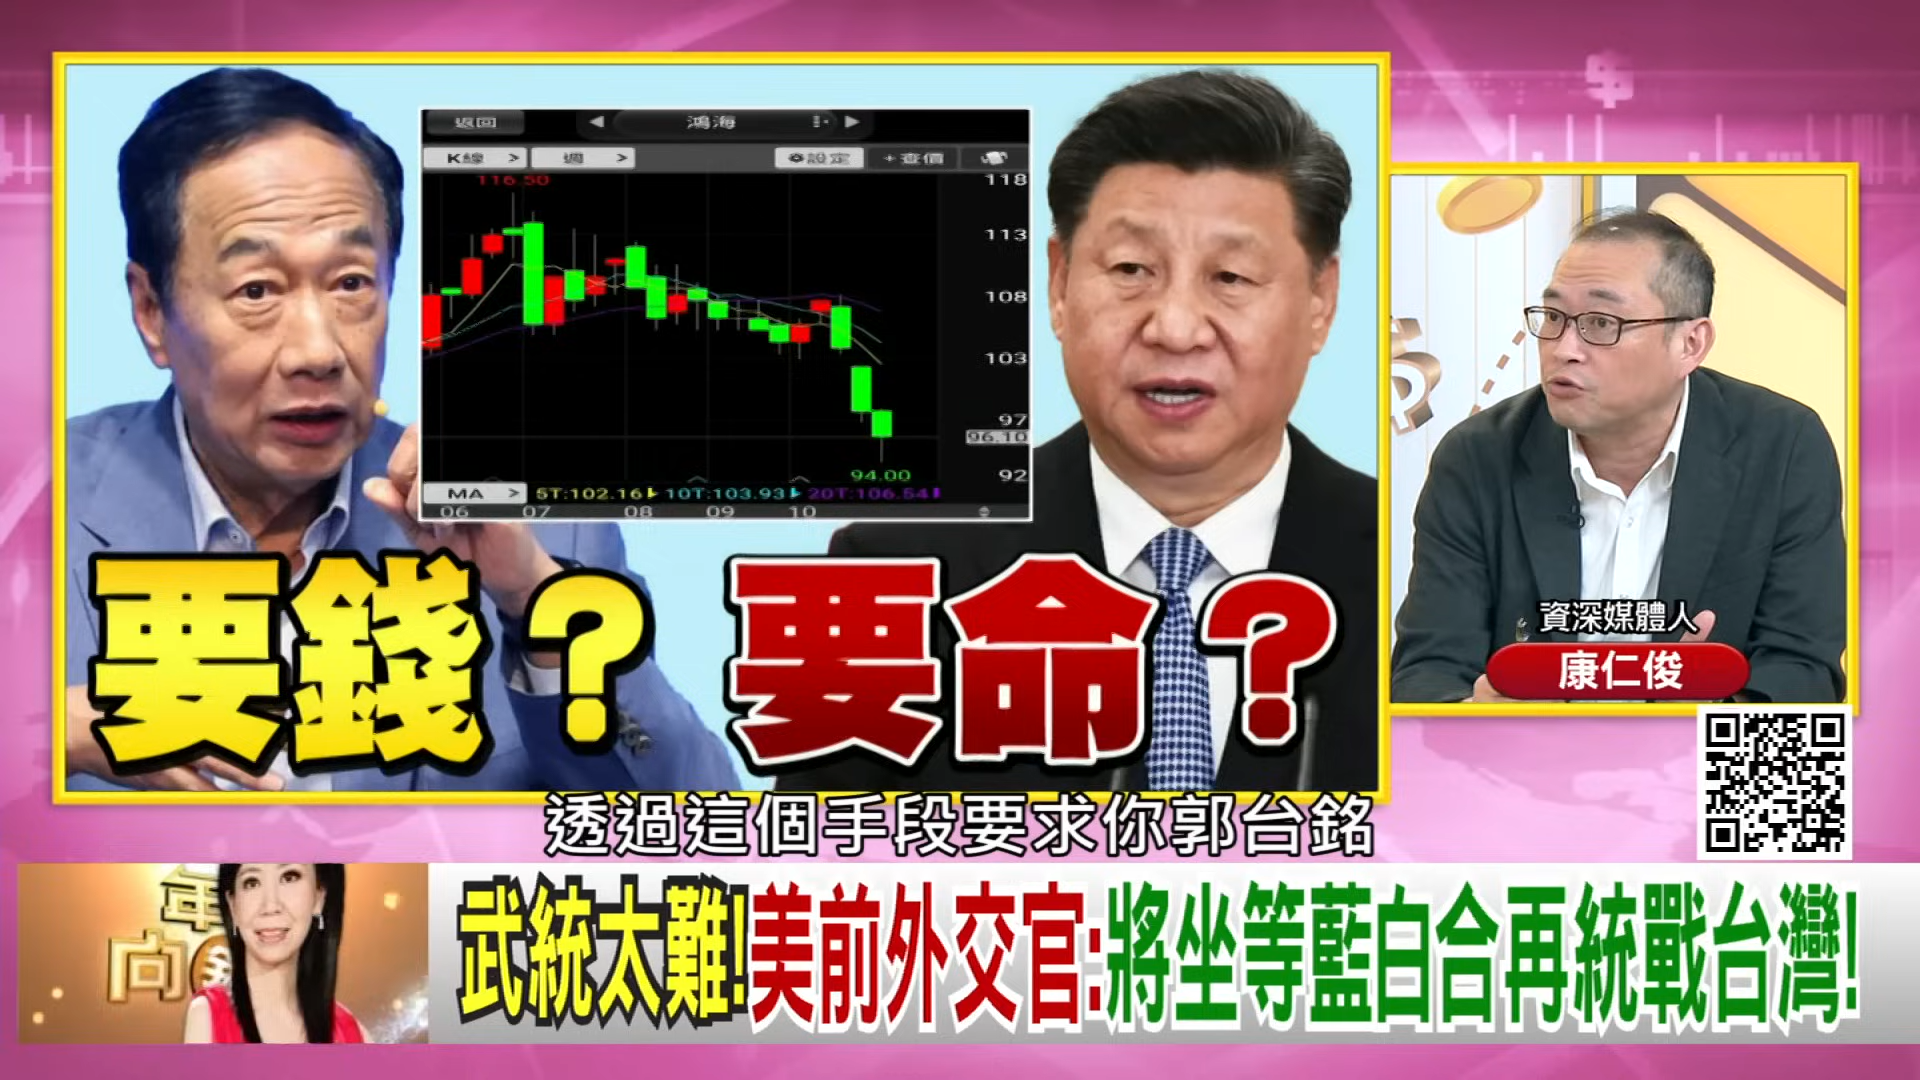 返回
鴻海
K線
週
設定
+查價
116.50
118
113
108
103
97
96.10
94.00
92
MA
5T:102.16
10T:103.93
20T:106.54
06
07
08
09
10
要錢？
要命？
資深媒體人
康仁俊
透過這個手段要求你郭台銘
年
向錢
武統太難!美前外交官:將坐等藍白合再統戰台灣!